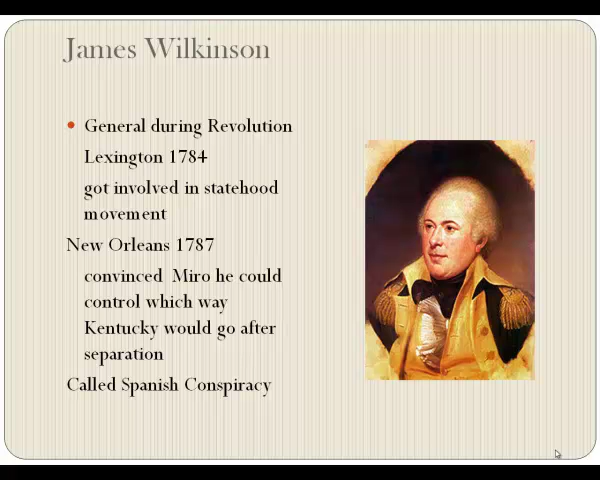 James Wilkinson
General during Revolution
Lexington 1784
got involved in statehood
movement
New Orleans 1787
convinced Miro he could
control which way
Kentucky would go after
separation
Called Spanish Conspiracy